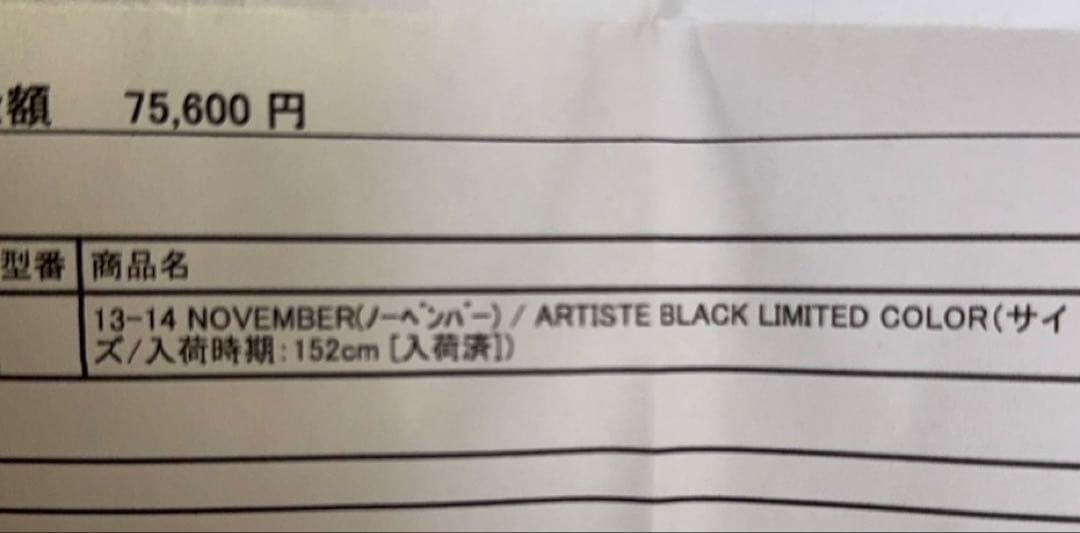 額 75,600 円
型番 商品名
13-14 NOVEMBER(ﾉｰﾍﾞﾝﾊﾞｰ) / ARTISTE BLACK LIMITED COLOR(サイ
ズ/入荷時期:152cm [入荷済])